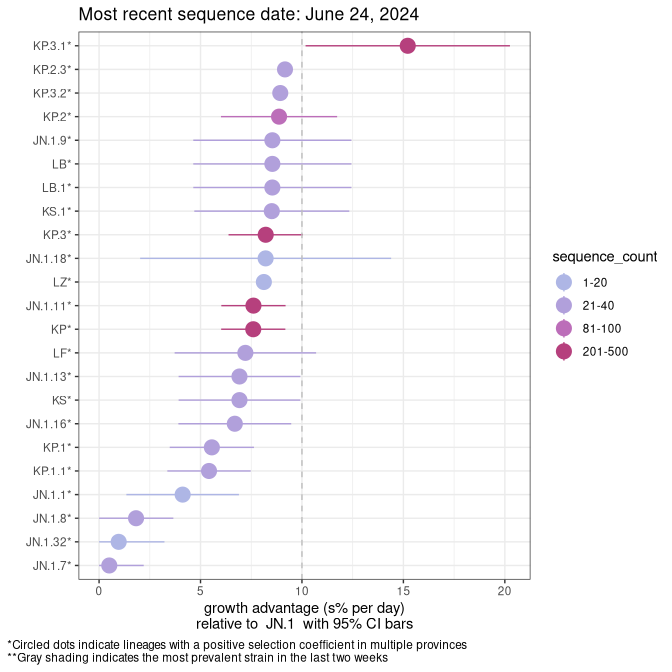 Most recent sequence date: June 24, 2024
KP.3.1*
KP.2.3*
KP.3.2*
KP.2*
JN.1.9*
LB*
LB.1*
KS.1*
KP.3*
JN.1.18*
LZ*
JN.1.11*
KP*
LF*
JN.1.13*
KS*
JN.1.16*
KP.1*
KP.1.1*
JN.1.1*
JN.1.8*
JN.1.32*
JN.1.7*
0 5 10 15 20
growth advantage (s% per day)
relative to JN.1 with 95% CI bars
sequence_count
1-20
21-40
81-100
201-500
*Circled dots indicate lineages with a positive selection coefficient in multiple provinces
**Gray shading indicates the most prevalent strain in the last two weeks